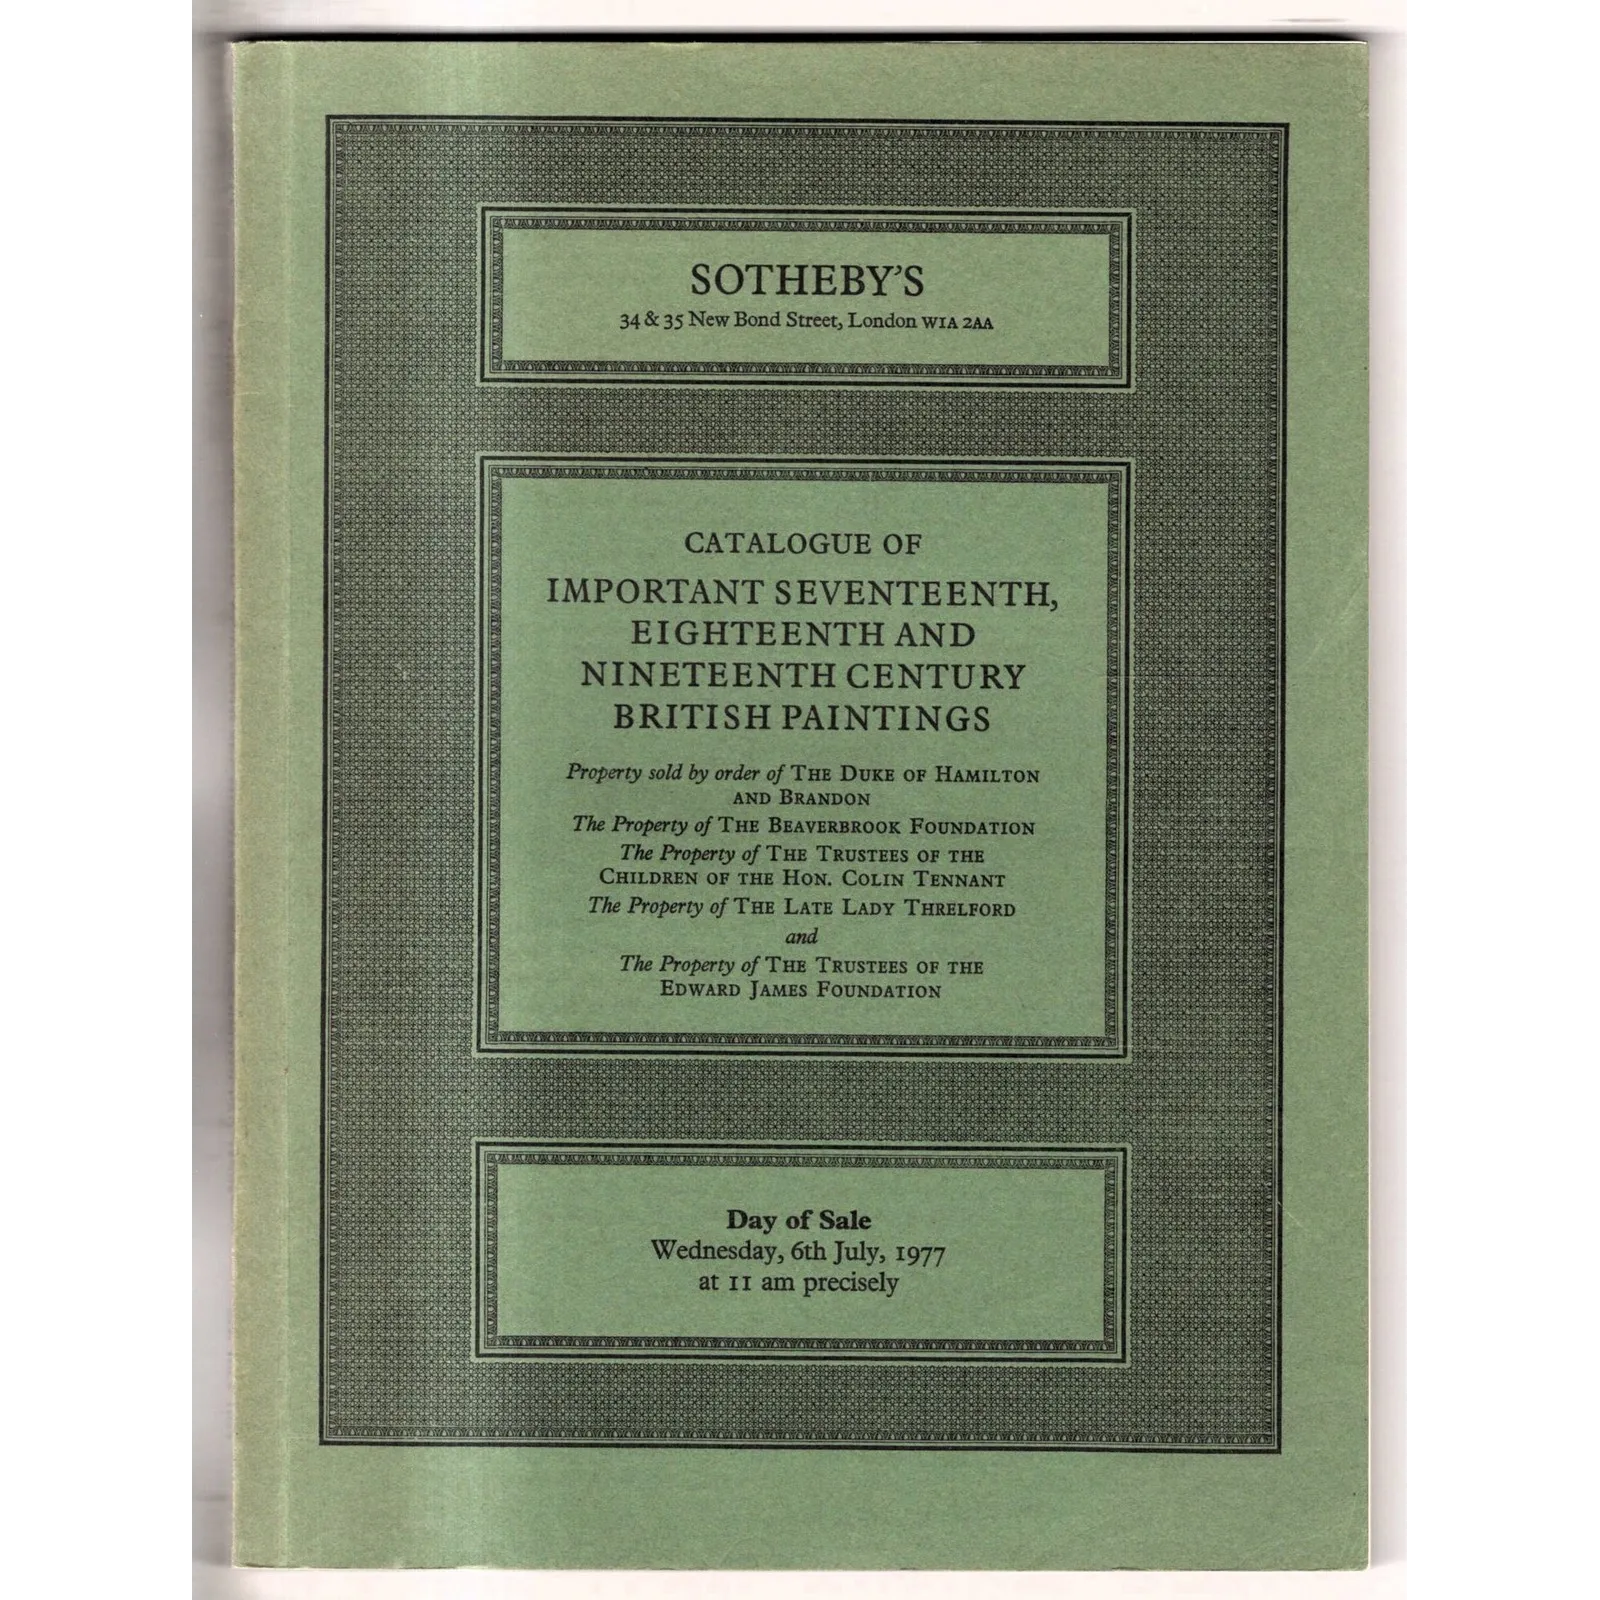 SOTHEBY'S
34 & 35 New Bond Street, London W1A 2AA
CATALOGUE OF
IMPORTANT SEVENTEENTH,
EIGHTEENTH AND
NINETEENTH CENTURY
BRITISH PAINTINGS
Property sold by order of THE DUKE OF HAMILTON
AND BRANDON
The Property of THE BEAVERBROOK FOUNDATION
The Property of THE TRUSTEES OF THE
CHILDREN OF THE HON. COLIN TENNANT
The Property of THE LATE LADY THRELFORD
and
The Property of THE TRUSTEES OF THE
EDWARD JAMES FOUNDATION
Day of Sale
Wednesday, 6th July, 1977
at 11 am precisely